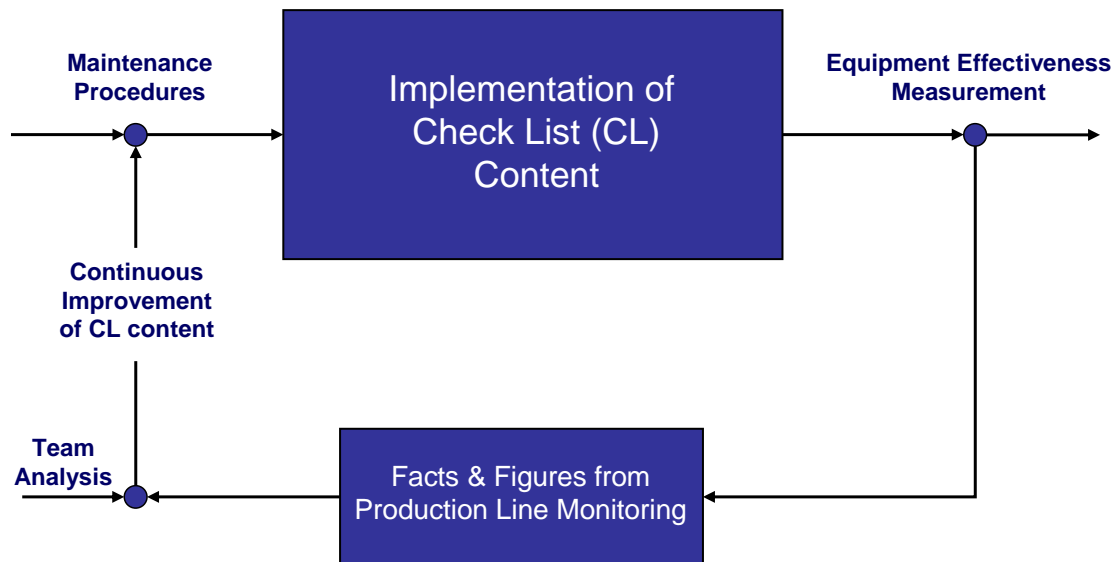 Maintenance
Procedures
Implementation of
Check List (CL)
Content
Equipment Effectiveness
Measurement
Continuous
Improvement
of CL content
Team
Analysis
Facts & Figures from
Production Line Monitoring